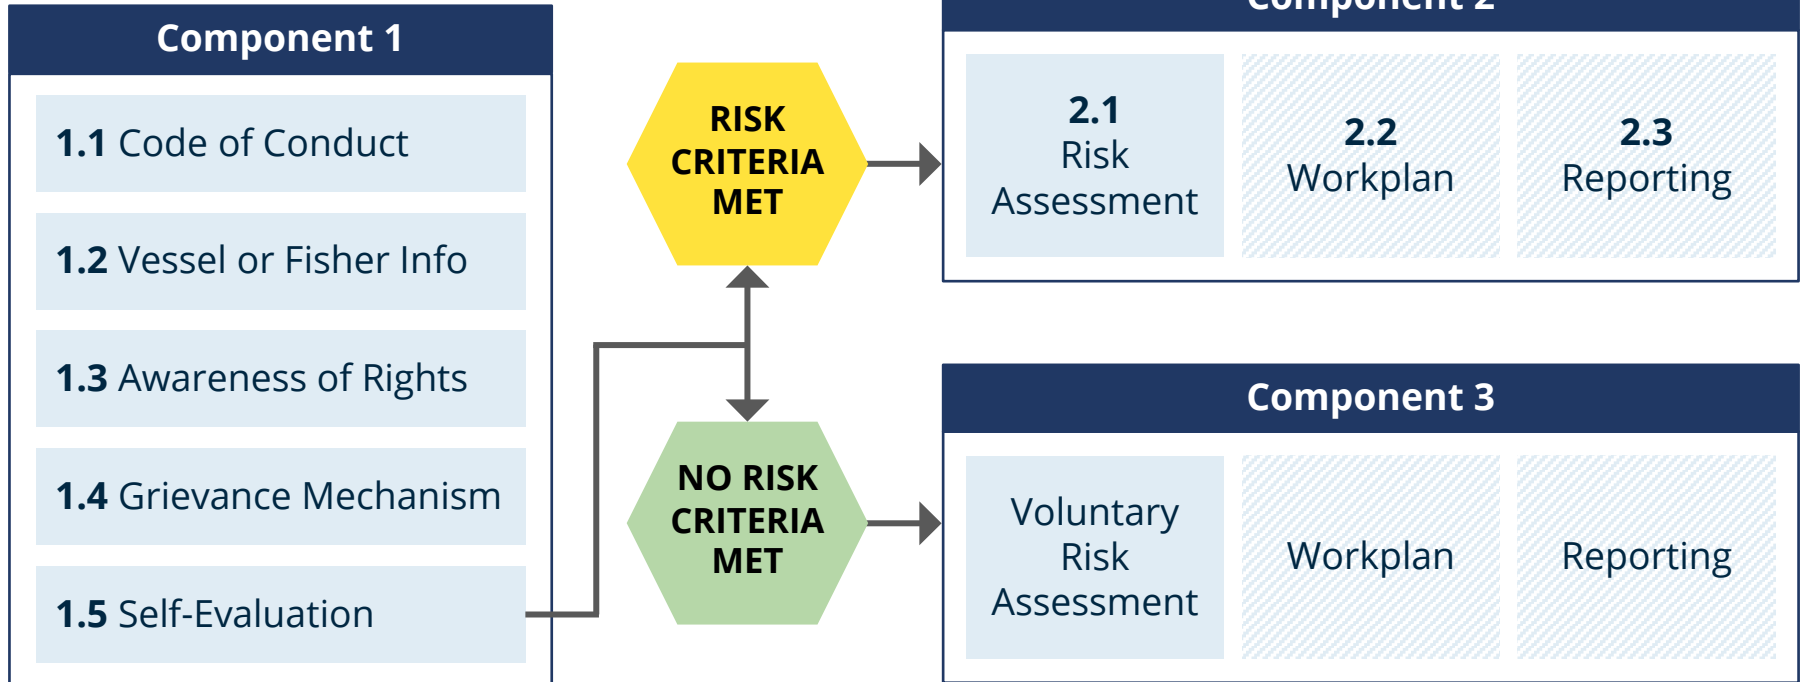 Component 1
1.1 Code of Conduct
1.2 Vessel or Fisher Info
1.3 Awareness of Rights
1.4 Grievance Mechanism
1.5 Self-Evaluation
RISK
CRITERIA
MET
NO RISK
CRITERIA
MET
Component 2
2.1
Risk
Assessment
2.2
Workplan
2.3
Reporting
Component 3
Voluntary
Risk
Assessment
Workplan
Reporting